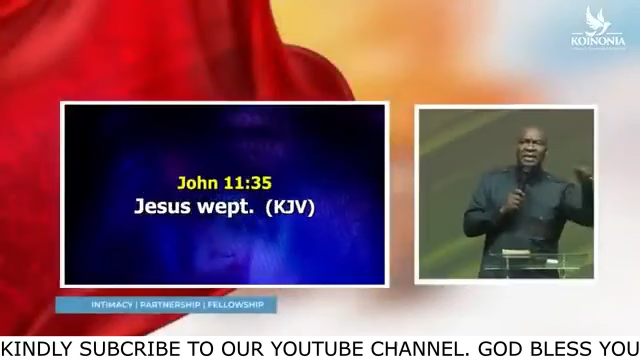 KOINONIA
John 11:35
Jesus wept. (KJV)
INTIMACY | PARTNERSHIP | FELLOWSHIP
KINDLY SUBCRIBE TO OUR YOUTUBE CHANNEL. GOD BLESS YOU